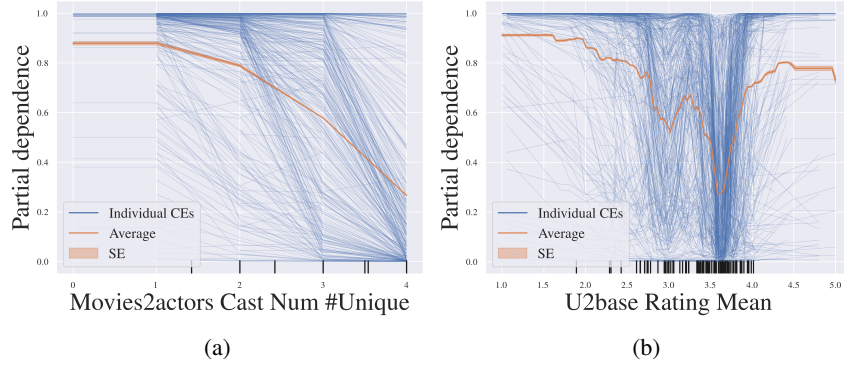 Partial dependence
1.0
0.8
0.6
0.4
0.2
0.0
Individual CEs
Average
SE
0 1 2 3 4
Movies2actors Cast Num #Unique
(a)
Partial dependence
1.0
0.8
0.6
0.4
0.2
0.0
Individual CEs
Average
SE
1.0 1.5 2.0 2.5 3.0 3.5 4.0 4.5 5.0
U2base Rating Mean
(b)